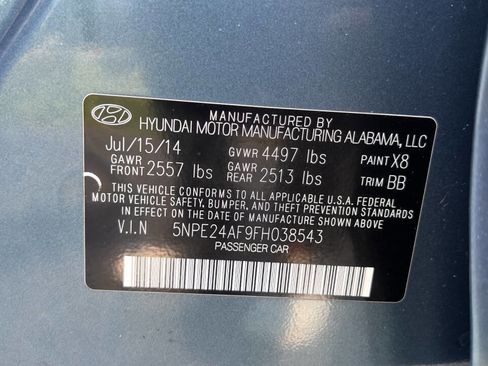 MANUFACTURED BY
HYUNDAI MOTOR MANUFACTURING ALABAMA, LLC
Jul/15/14 GVWR 4497 lbs PAINT X8
GAWR FRONT 2557 lbs GAWR REAR 2513 lbs TRIM BB
THIS VEHICLE CONFORMS TO ALL APPLICABLE U.S.A. FEDERAL
MOTOR VEHICLE SAFETY, BUMPER, AND THEFT PREVENTION
STANDARDS IN EFFECT ON THE DATE OF MANUFACTURE SHOWN ABOVE
V.I.N 5NPE24AF9FH038543
PASSENGER CAR